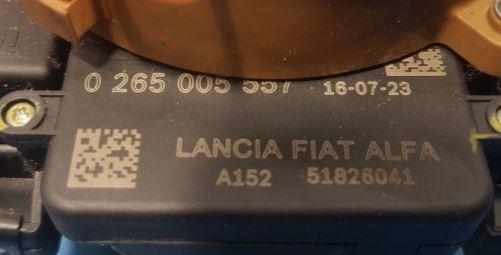 0 265 005 557 16-07-23
LANCIA FIAT ALFA
A152 51826041